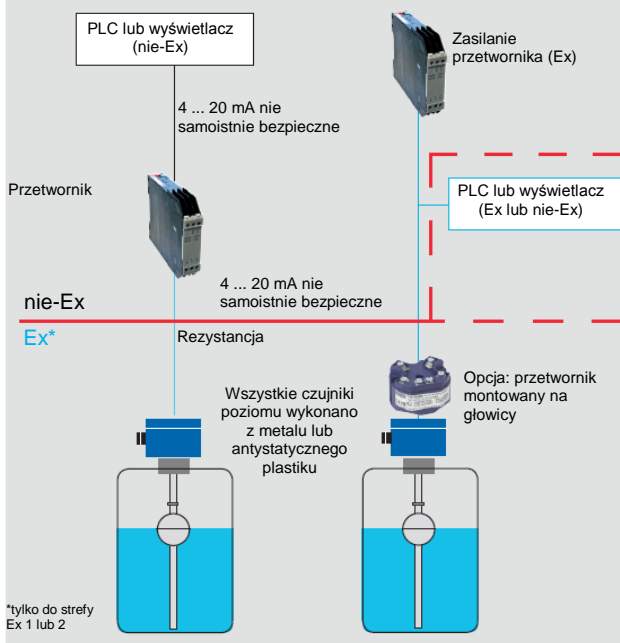 PLC lub wyświetlacz
(nie-Ex)
Zasilanie
przetwornika (Ex)
4 ... 20 mA nie
samoistnie bezpieczne
Przetwornik
PLC lub wyświetlacz
(Ex lub nie-Ex)
4 ... 20 mA nie
samoistnie bezpieczne
nie-Ex
Ex*
Rezystancja
Wszystkie czujniki
poziomu wykonano
z metalu lub
antystatycznego
plastiku
Opcja: przetwornik
montowany na
głowicy
*tylko do strefy
Ex 1 lub 2